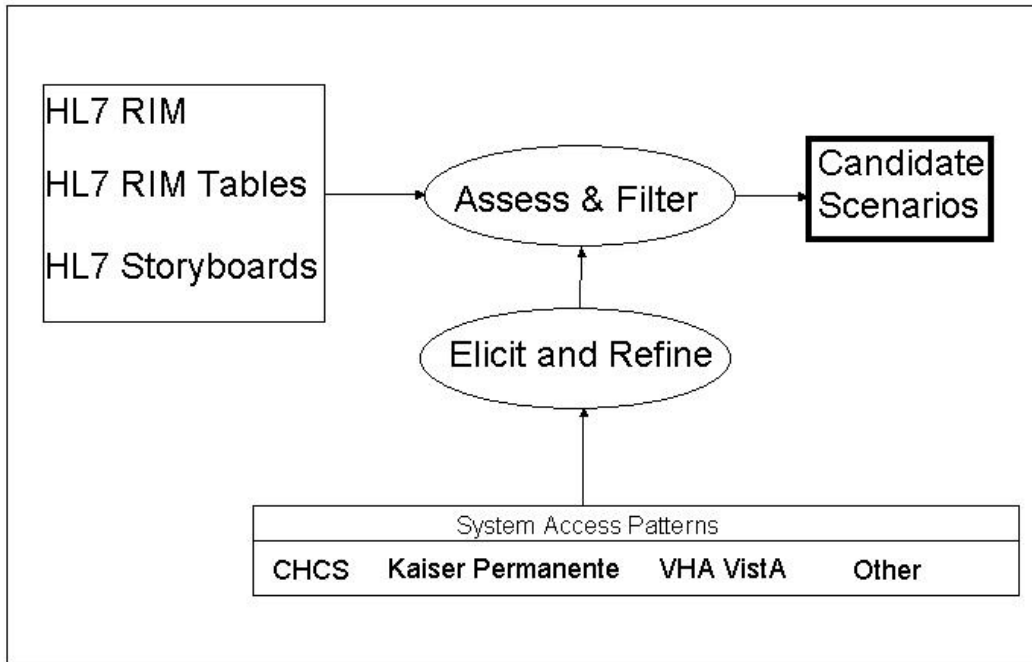 HL7 RIM
HL7 RIM Tables
HL7 Storyboards
Assess & Filter
Candidate
Scenarios
Elicit and Refine
System Access Patterns
CHCS Kaiser Permanente VHA VistA Other